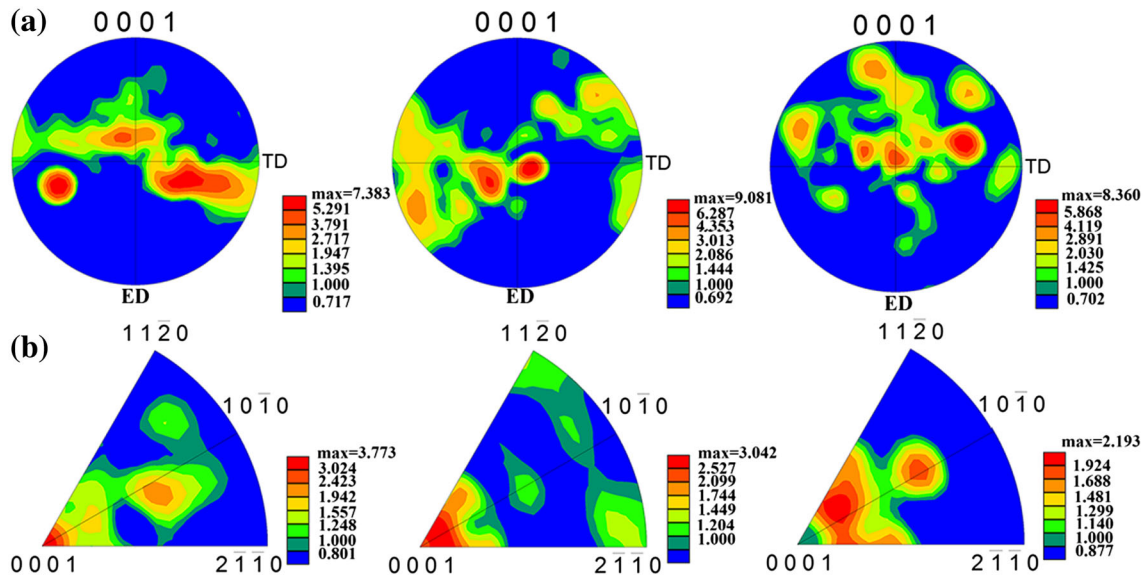 (a)
0 0 0 1
TD
ED
max=7.383
5.291
3.791
2.717
1.947
1.395
1.000
0.717
0 0 0 1
TD
ED
max=9.081
6.287
4.353
3.013
2.086
1.444
1.000
0.692
0 0 0 1
TD
ED
max=8.360
5.868
4.119
2.891
2.030
1.425
1.000
0.702
(b)
1 1 2̅ 0
1 0 1̅ 0
0 0 0 1
2 1̅ 1̅ 0
max=3.773
3.024
2.423
1.942
1.557
1.248
1.000
0.801
1 1 2̅ 0
1 0 1̅ 0
0 0 0 1
2 1̅ 1̅ 0
max=3.042
2.527
2.099
1.744
1.449
1.204
1.000
1 1 2̅ 0
1 0 1̅ 0
0 0 0 1
2 1̅ 1̅ 0
max=2.193
1.924
1.688
1.481
1.299
1.140
1.000
0.877